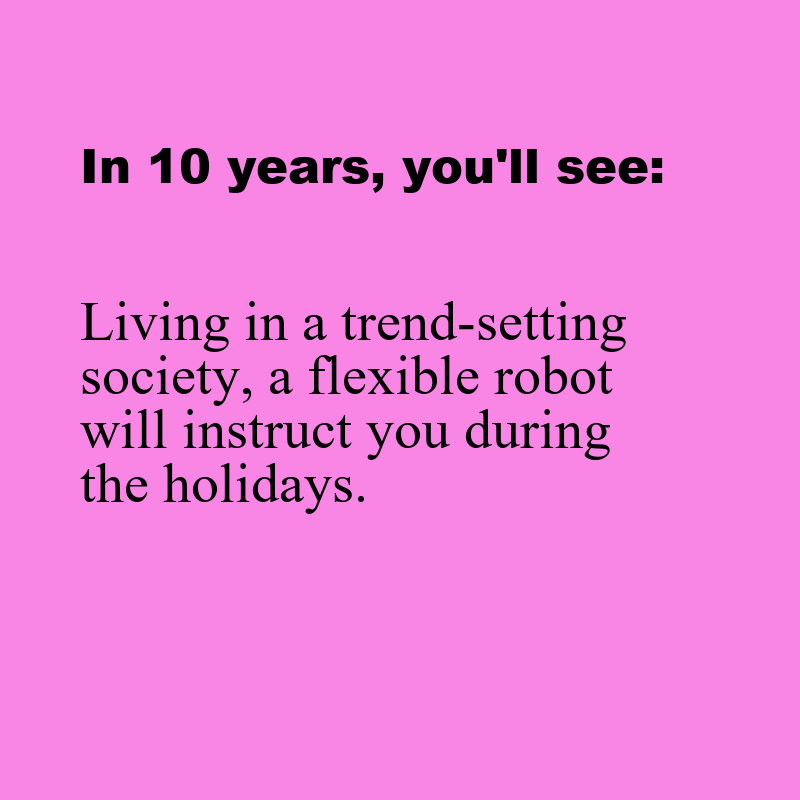 In 10 years, you'll see:
Living in a trend-setting
society, a flexible robot
will instruct you during
the holidays.